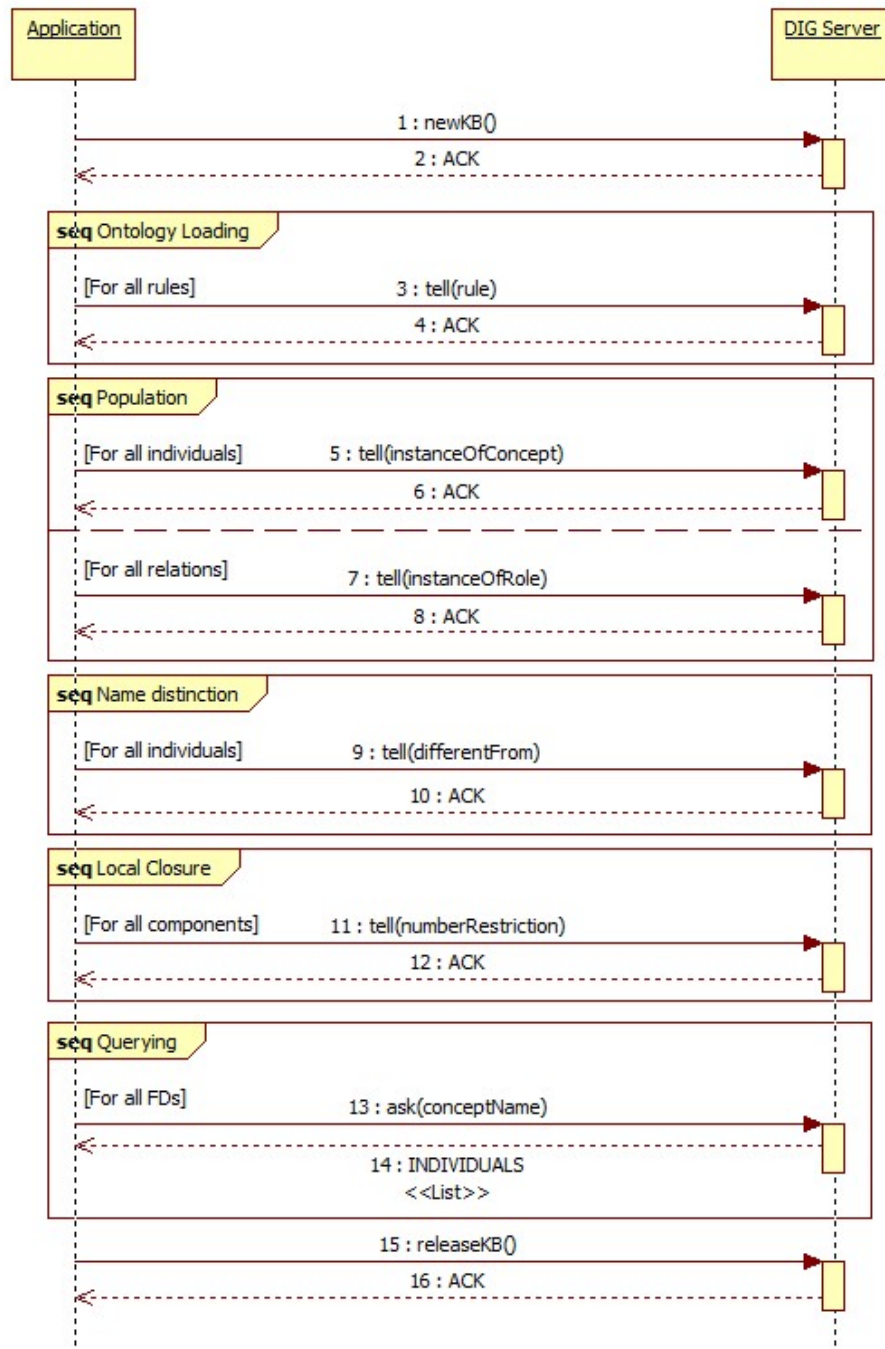 Application
DIG Server
1 : newKB()
2 : ACK
seq Ontology Loading
[For all rules]
3 : tell(rule)
4 : ACK
seq Population
[For all individuals]
5 : tell(instanceOfConcept)
6 : ACK
[For all relations]
7 : tell(instanceOfRole)
8 : ACK
seq Name distinction
[For all individuals]
9 : tell(differentFrom)
10 : ACK
seq Local Closure
[For all components]
11 : tell(numberRestriction)
12 : ACK
seq Querying
[For all FDs]
13 : ask(conceptName)
14 : INDIVIDUALS
<<List>>
15 : releaseKB()
16 : ACK